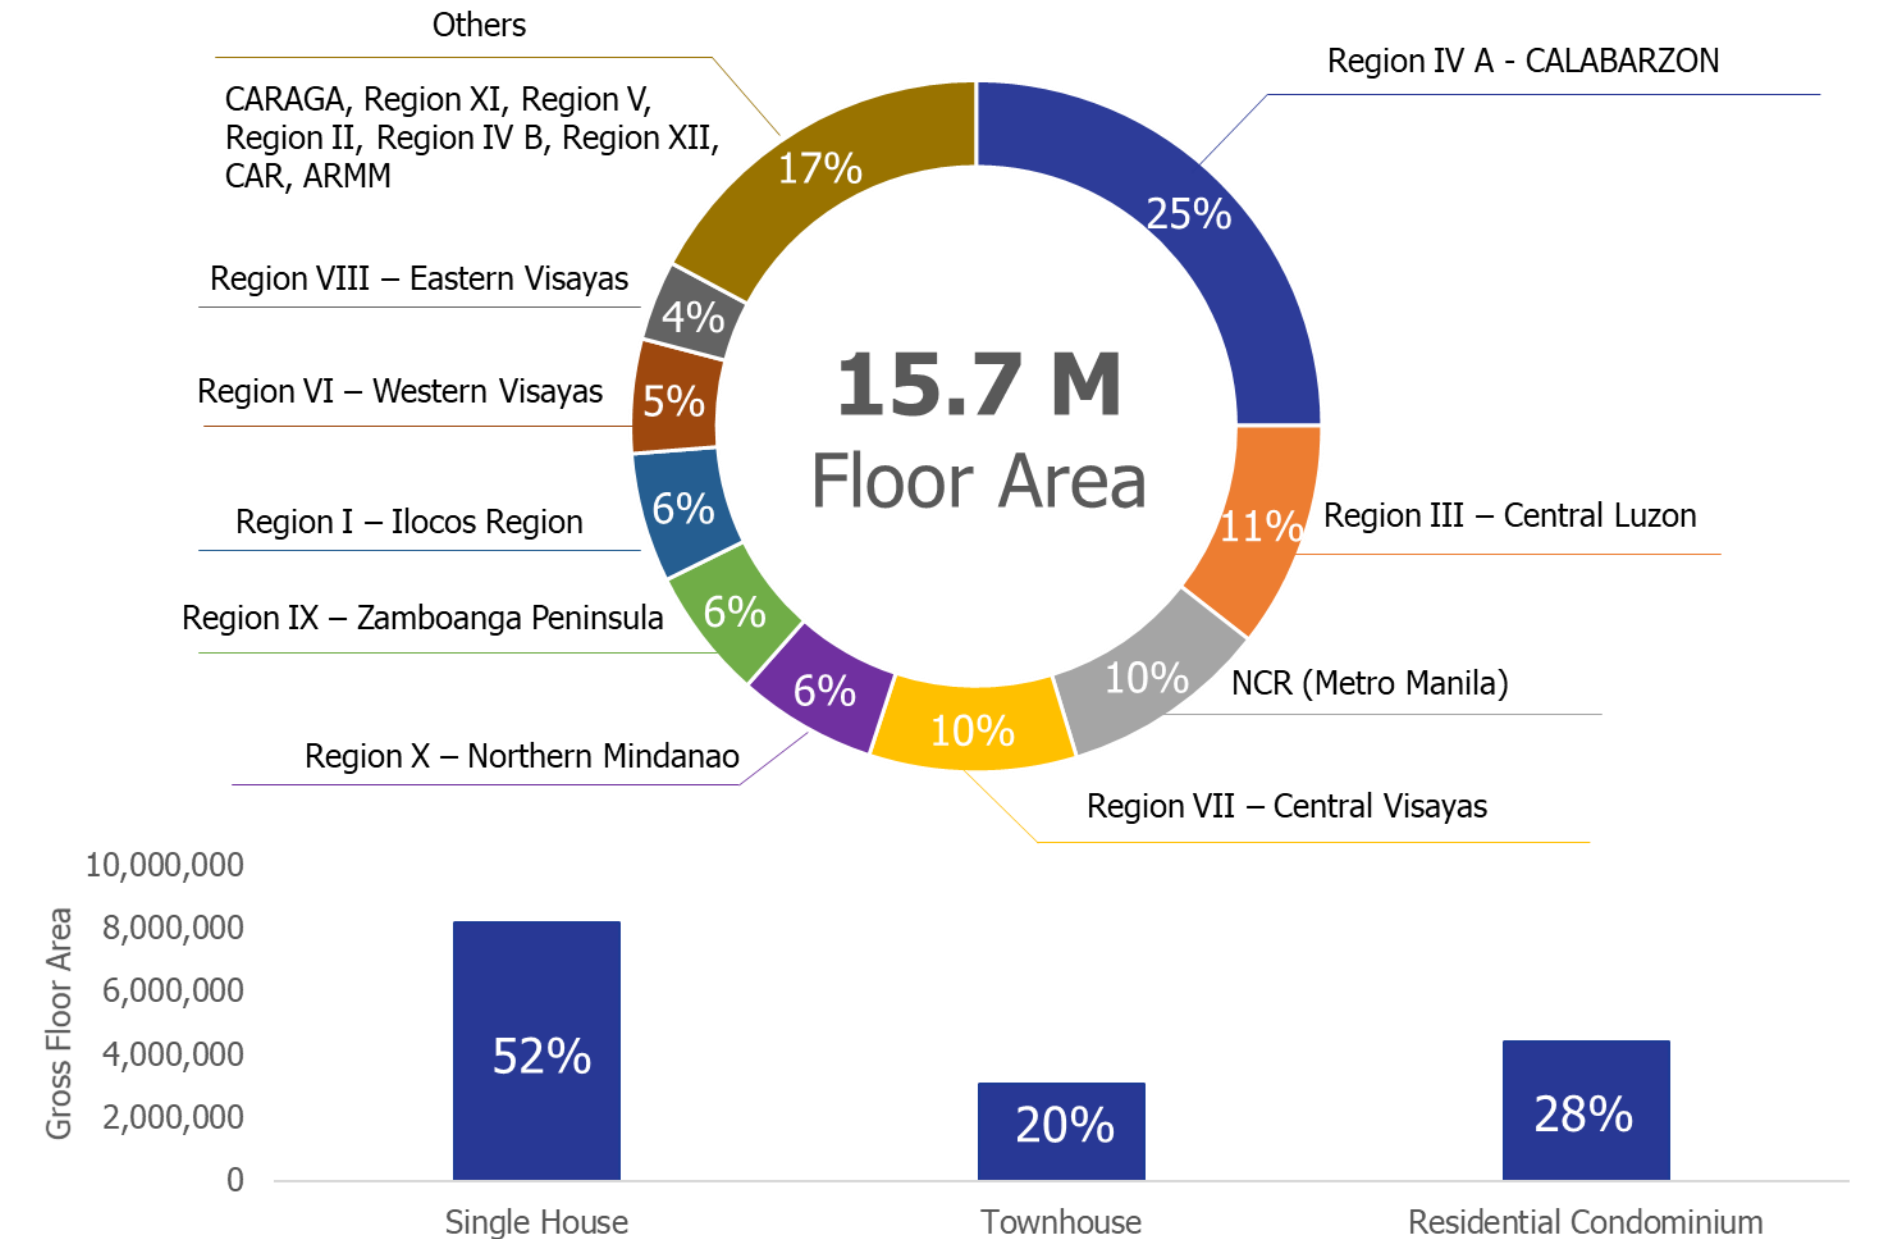 Others
CARAGA, Region XI, Region V,
Region II, Region IV B, Region XII,
CAR, ARMM
Region IV A - CALABARZON
17%
25%
Region VIII – Eastern Visayas
4%
Region VI – Western Visayas
5%
15.7 M
Floor Area
Region I – Ilocos Region
6%
11%
Region III – Central Luzon
Region IX – Zamboanga Peninsula
6%
10%
NCR (Metro Manila)
6%
10%
Region X – Northern Mindanao
Region VII – Central Visayas
Gross Floor Area
10,000,000
8,000,000
6,000,000
4,000,000
2,000,000
0
52%
20%
28%
Single House
Townhouse
Residential Condominium